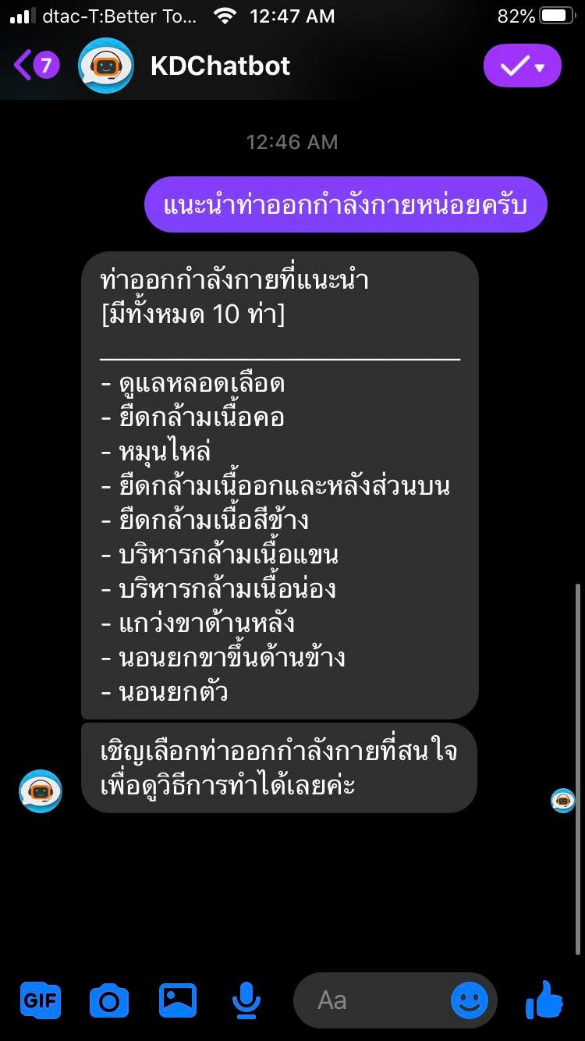 dtac-T:Better To... 12:47 AM 82%
7 KDChatbot
12:46 AM
แนะนำท่าออกกำลังกายหน่อยครับ
ท่าออกกำลังกายที่แนะนำ
[มีทั้งหมด 10 ท่า]
- ดูแลหลอดเลือด
- ยืดกล้ามเนื้อคอ
- หมุนไหล่
- ยืดกล้ามเนื้ออกและหลังส่วนบน
- ยืดกล้ามเนื้อสีข้าง
- บริหารกล้ามเนื้อแขน
- บริหารกล้ามเนื้อน่อง
- แกว่งขาด้านหลัง
- นอนยกขาขึ้นด้านข้าง
- นอนยกตัว
เชิญเลือกท่าออกกำลังกายที่สนใจ
เพื่อดูวิธีการทำได้เลยค่ะ
GIF Aa